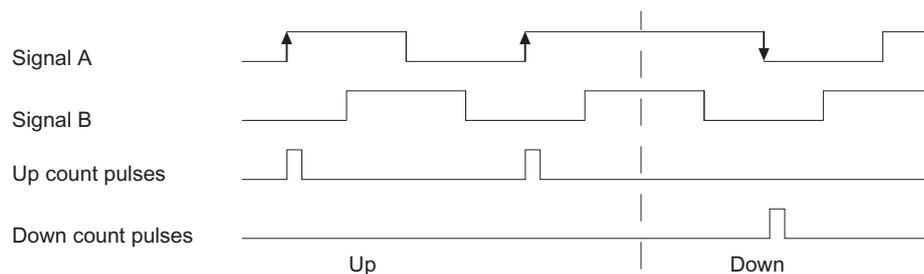 Signal A
Signal B
Up count pulses
Down count pulses
Up
Down